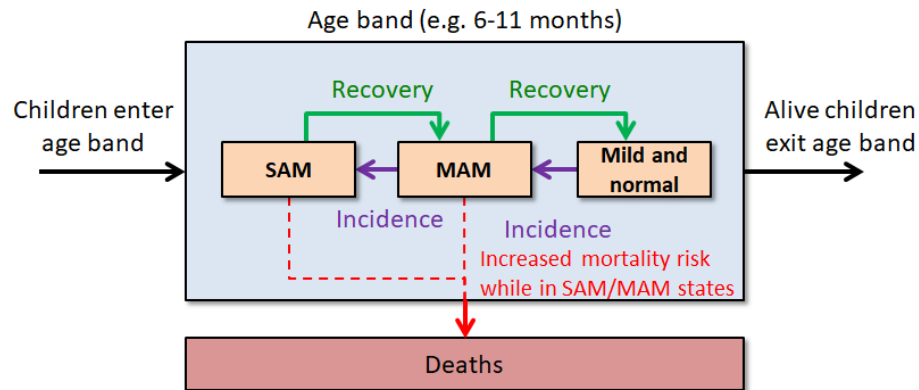 Age band (e.g. 6-11 months)
Children enter
age band
Recovery
Recovery
Alive children
exit age band
SAM
MAM
Mild and
normal
Incidence
Incidence
Increased mortality risk
while in SAM/MAM states
Deaths